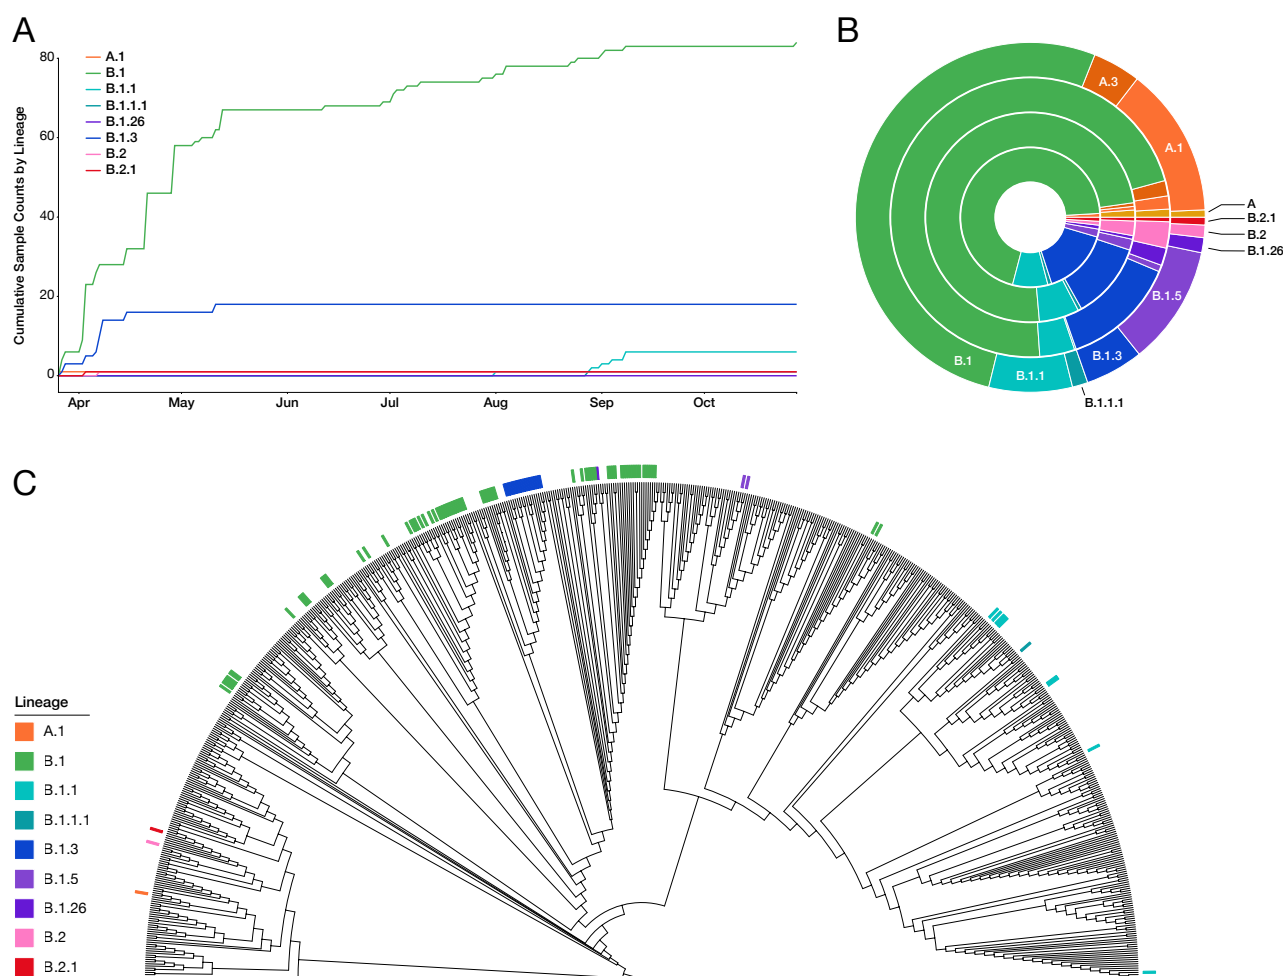 A
Cumulative Sample Counts by Lineage
80
60
40
20
0
A.1
B.1
B.1.1
B.1.1.1
B.1.26
B.1.3
B.2
B.2.1
Apr May Jun Jul Aug Sep Oct
B
A.3
A.1
A
B.2.1
B.2
B.1.26
B.1.5
B.1.3
B.1.1.1
B.1.1
B.1
C
Lineage
A.1
B.1
B.1.1
B.1.1.1
B.1.3
B.1.5
B.1.26
B.2
B.2.1